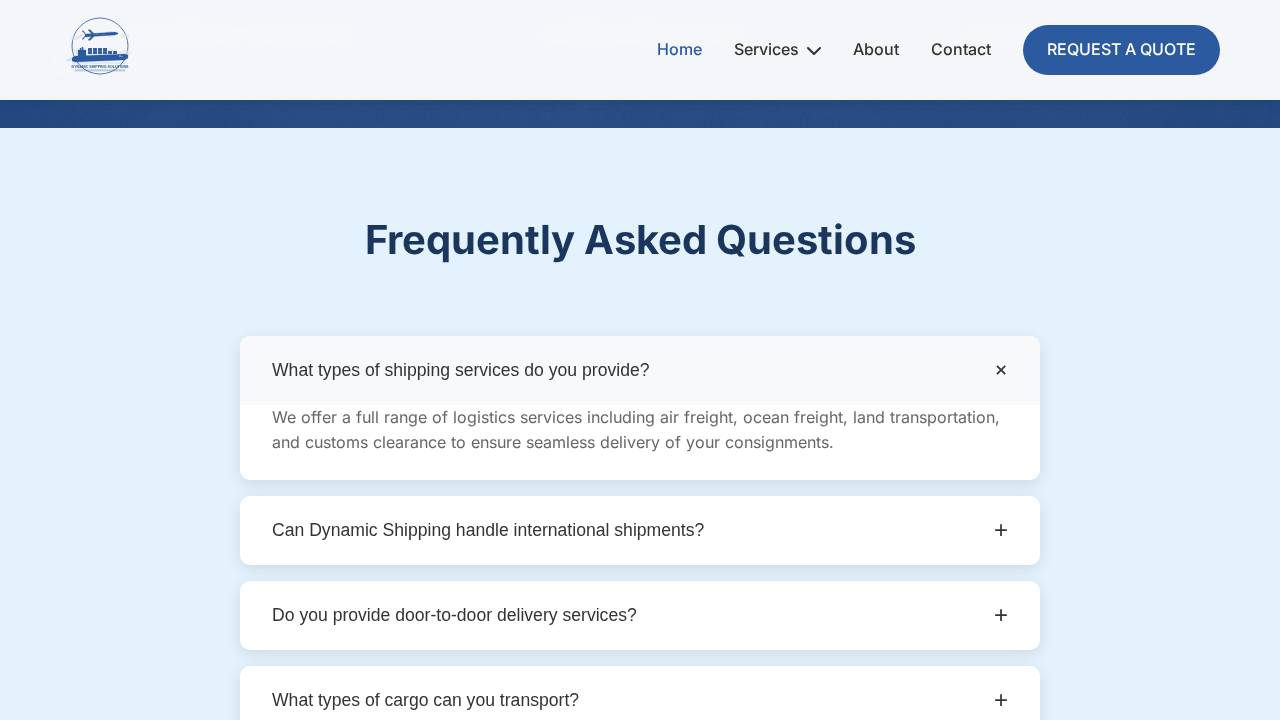 DYNAMIC SHIPPING SOLUTIONS
Home
Services
About
Contact
REQUEST A QUOTE
Frequently Asked Questions
What types of shipping services do you provide?
We offer a full range of logistics services including air freight, ocean freight, land transportation,
and customs clearance to ensure seamless delivery of your consignments.
Can Dynamic Shipping handle international shipments?
Do you provide door-to-door delivery services?
What types of cargo can you transport?